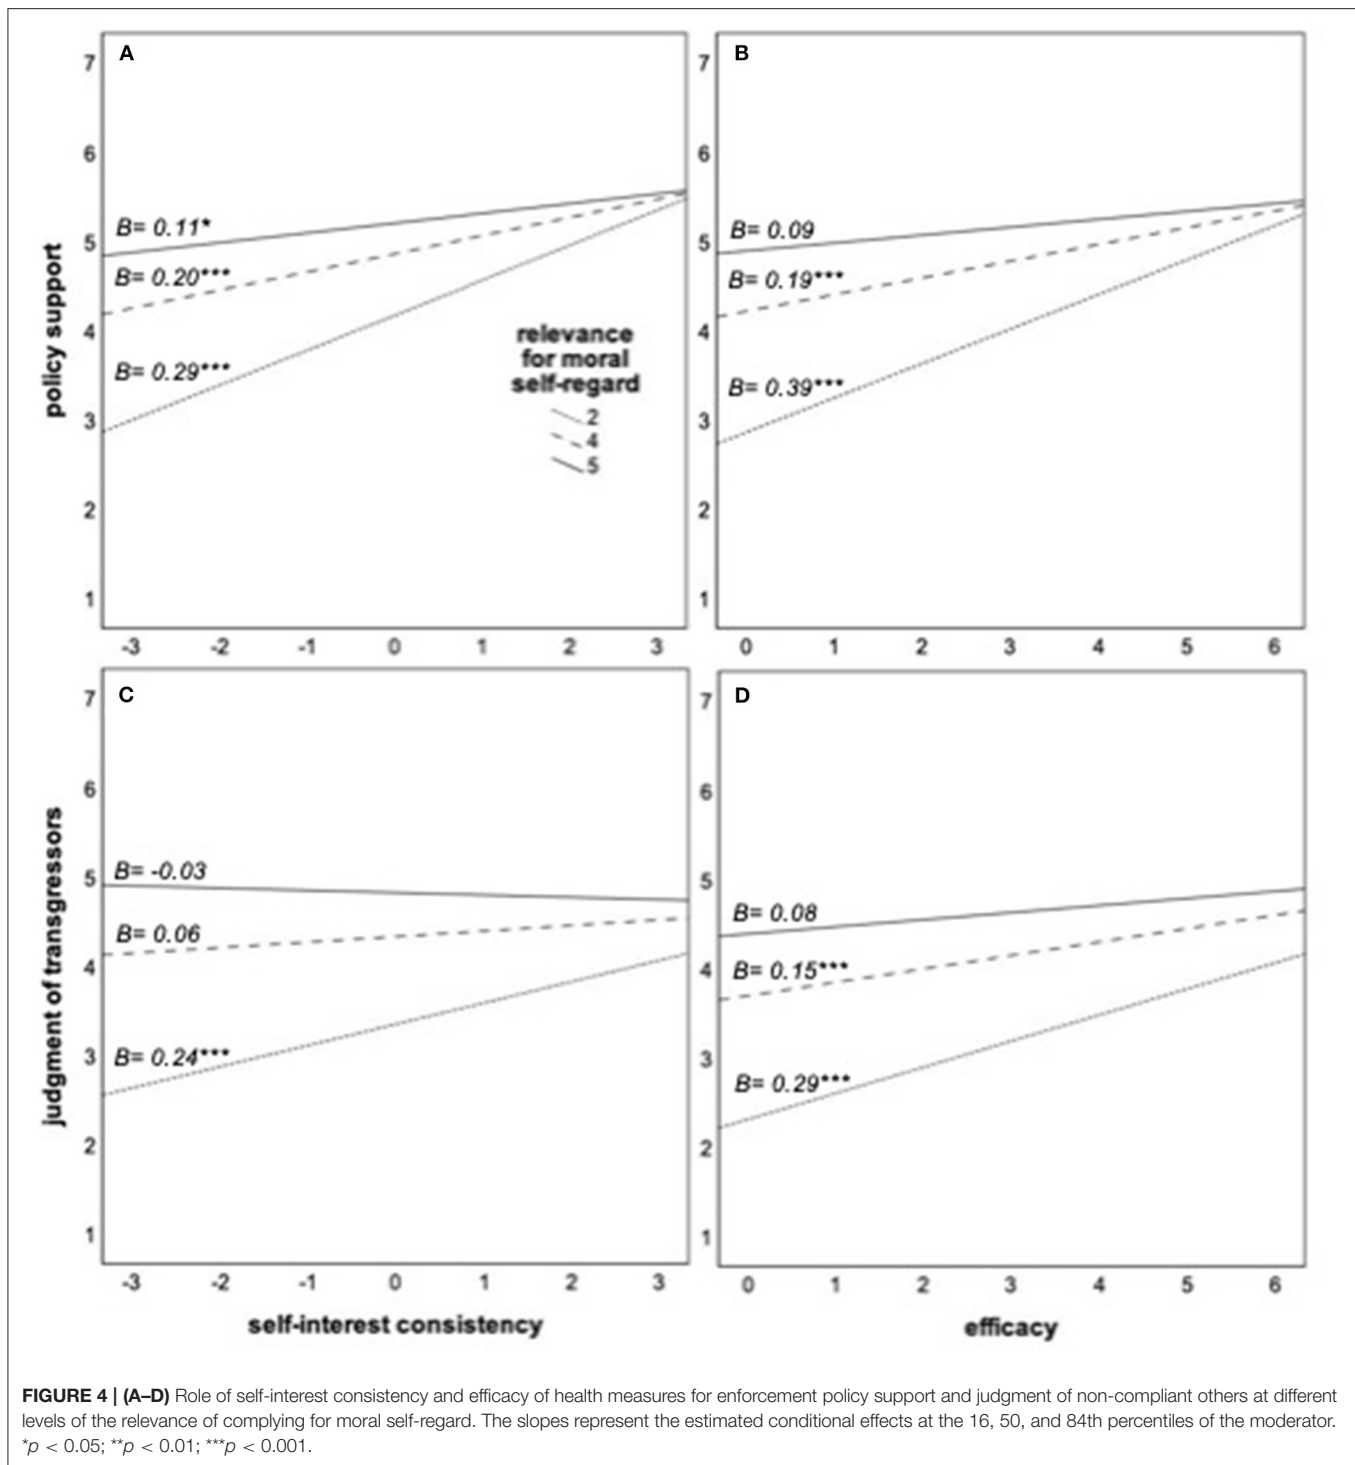 A
7
6
5
4
3
2
1
policy support
B= 0.11*
B= 0.20***
B= 0.29***
relevance
for moral
self-regard
2
4
5
-3 -2 -1 0 1 2 3
B
7
6
5
4
3
2
1
B= 0.09
B= 0.19***
B= 0.39***
0 1 2 3 4 5 6
C
7
6
5
4
3
2
1
judgment of transgressors
B= -0.03
B= 0.06
B= 0.24***
-3 -2 -1 0 1 2 3
self-interest consistency
D
7
6
5
4
3
2
1
B= 0.08
B= 0.15***
B= 0.29***
0 1 2 3 4 5 6
efficacy
FIGURE 4 | (A–D) Role of self-interest consistency and efficacy of health measures for enforcement policy support and judgment of non-compliant others at different
levels of the relevance of complying for moral self-regard. The slopes represent the estimated conditional effects at the 16, 50, and 84th percentiles of the moderator.
*p < 0.05; **p < 0.01; ***p < 0.001.